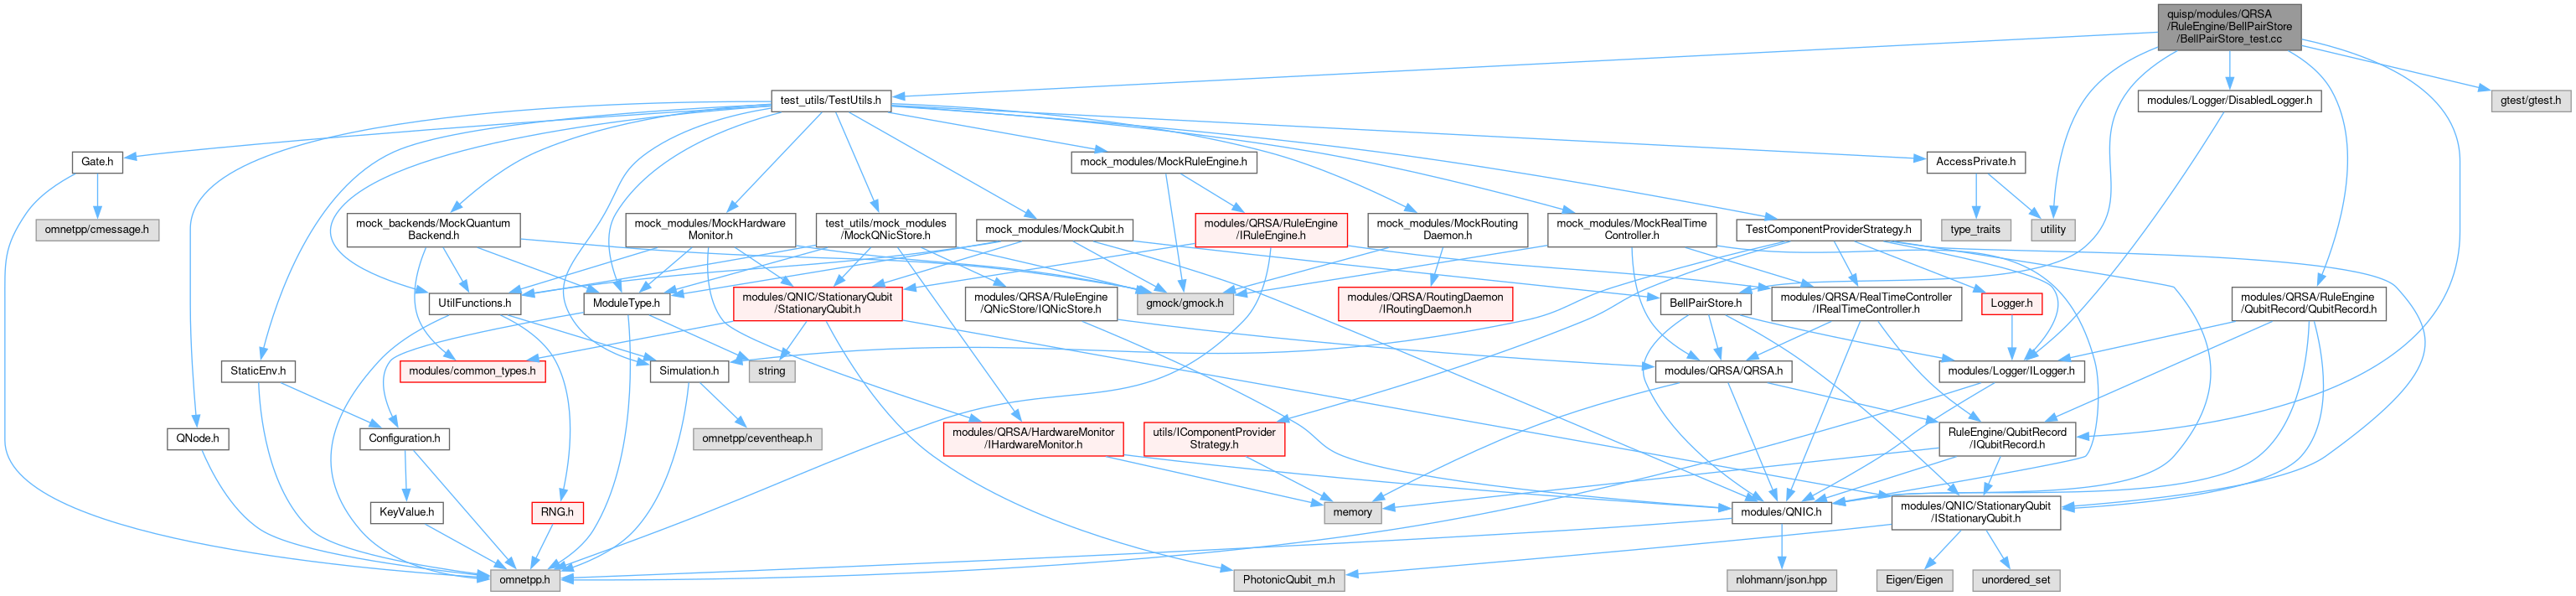 quisp/modules/QRSA
/RuleEngine/BellPairStore
/BellPairStore_test.cc
test_utils/TestUtils.h
modules/Logger/DisabledLogger.h
gtest/gtest.h
Gate.h
mock_modules/MockRuleEngine.h
AccessPrivate.h
omnetpp/cmessage.h
mock_backends/MockQuantum
Backend.h
mock_modules/MockHardware
Monitor.h
test_utils/mock_modules
/MockQNicStore.h
mock_modules/MockQubit.h
modules/QRSA/RuleEngine
/IRuleEngine.h
mock_modules/MockRouting
Daemon.h
mock_modules/MockRealTime
Controller.h
TestComponentProviderStrategy.h
type_traits
utility
UtilFunctions.h
ModuleType.h
modules/QNIC/StationaryQubit
/StationaryQubit.h
modules/QRSA/RuleEngine
/QNicStore/IQNicStore.h
gmock/gmock.h
modules/QRSA/RoutingDaemon
/IRoutingDaemon.h
BellPairStore.h
modules/QRSA/RealTimeController
/IRealTimeController.h
Logger.h
modules/QRSA/RuleEngine
/QubitRecord/QubitRecord.h
StaticEnv.h
modules/common_types.h
Simulation.h
string
modules/QRSA/QRSA.h
modules/Logger/ILogger.h
QNode.h
Configuration.h
omnetpp/ceventheap.h
modules/QRSA/HardwareMonitor
/IHardwareMonitor.h
utils/IComponentProvider
Strategy.h
RuleEngine/QubitRecord
/IQubitRecord.h
KeyValue.h
RNG.h
memory
modules/QNIC.h
modules/QNIC/StationaryQubit
/IStationaryQubit.h
omnetpp.h
PhotonicQubit_m.h
nlohmann/json.hpp
Eigen/Eigen
unordered_set